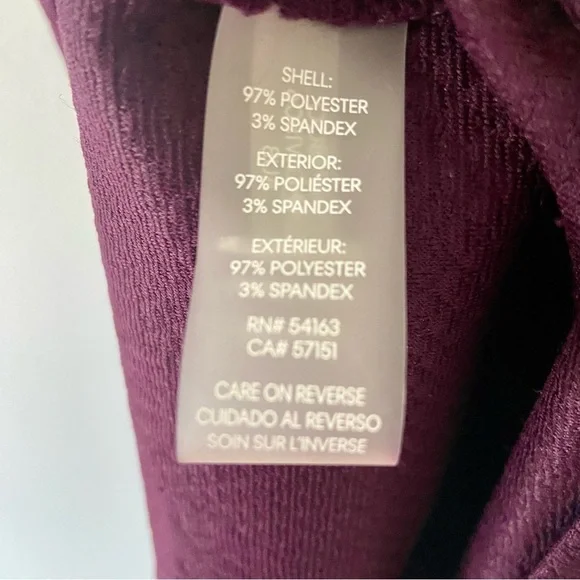 SHELL:
97% POLYESTER
3% SPANDEX
EXTERIOR:
97% POLIÉSTER
3% SPANDEX
EXTÉRIEUR:
97% POLYESTER
3% SPANDEX
RN# 54163
CA# 57151
CARE ON REVERSE
CUIDADO AL REVERSO
SOIN SUR L'INVERSE